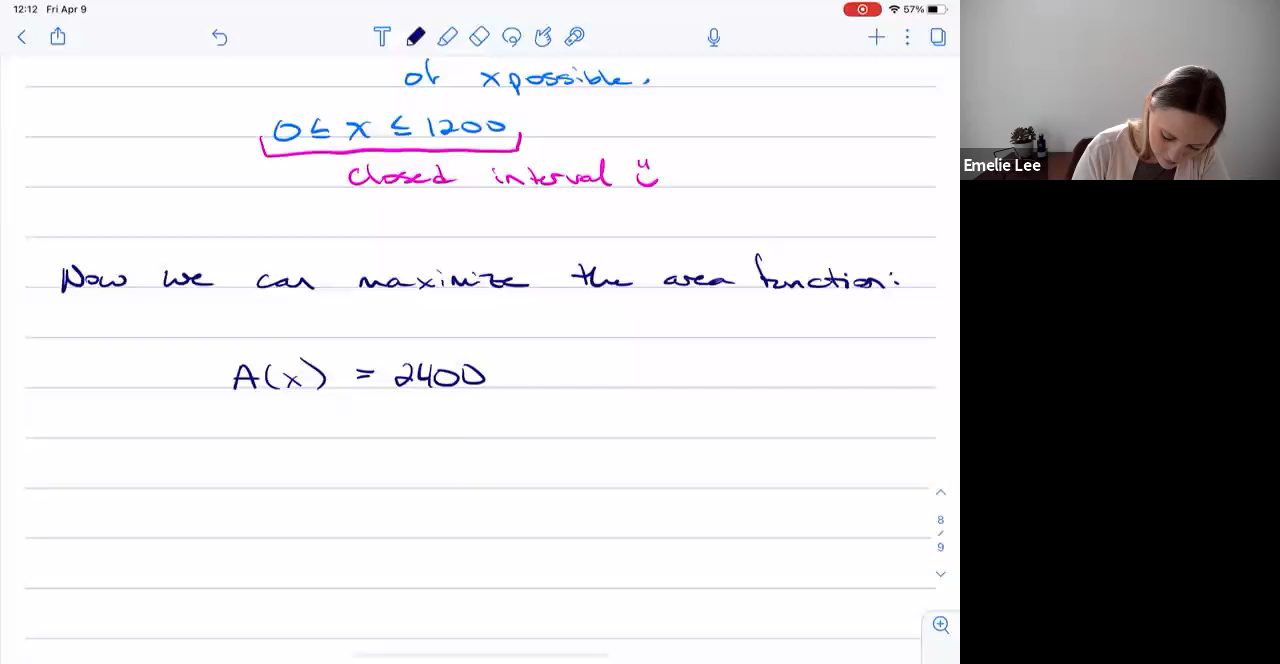 12:12 Fri Apr 9
57%
of x possible.
0 ≤ x ≤ 1200
closed interval
Emelie Lee
Now we can maximize the area function:
A(x) = 2400
8
/
9